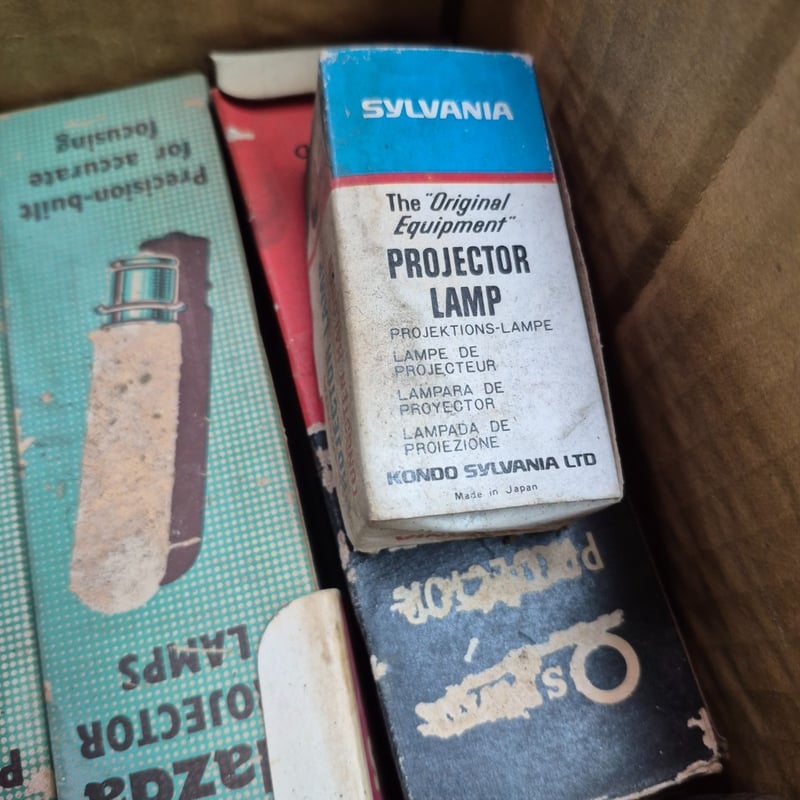 SYLVANIA
The "Original
Equipment"
PROJECTOR
LAMP
PROJEKTIONS-LAMPE
LAMPE DE
PROJECTEUR
LAMPARA DE
PROYECTOR
LAMPADA DE
PROIEZIONE
KONDO SYLVANIA LTD
Made in Japan
Precision-built
for accurate
focusing
Mazda
PROJECTOR
LAMPS
PROJECTOR